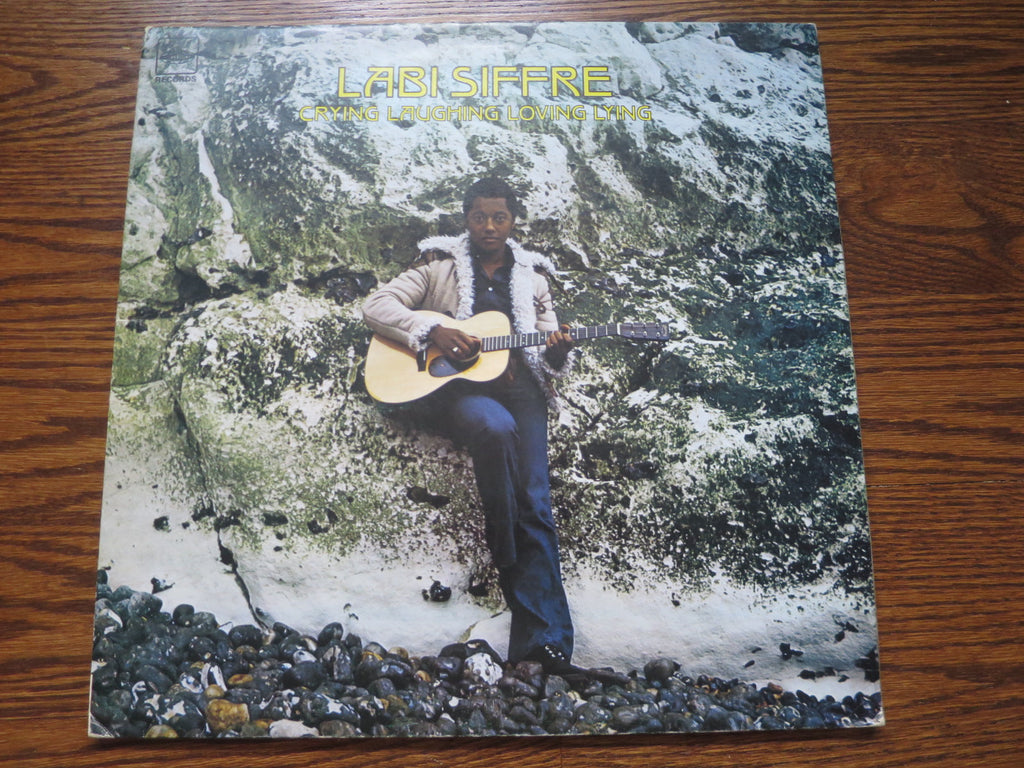 RECORDS
LABI SIFFRE
CRYING LAUGHING LOVING LYING